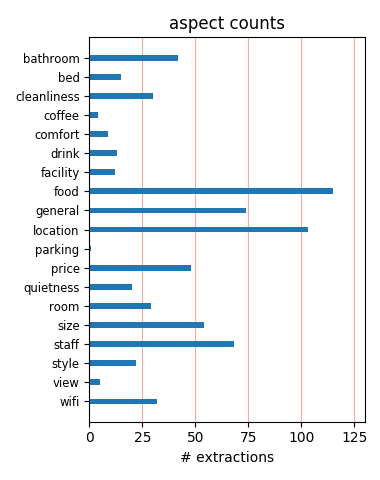 aspect counts
bathroom
bed
cleanliness
coffee
comfort
drink
facility
food
general
location
parking
price
quietness
room
size
staff
style
view
wifi
0 25 50 75 100 125
# extractions